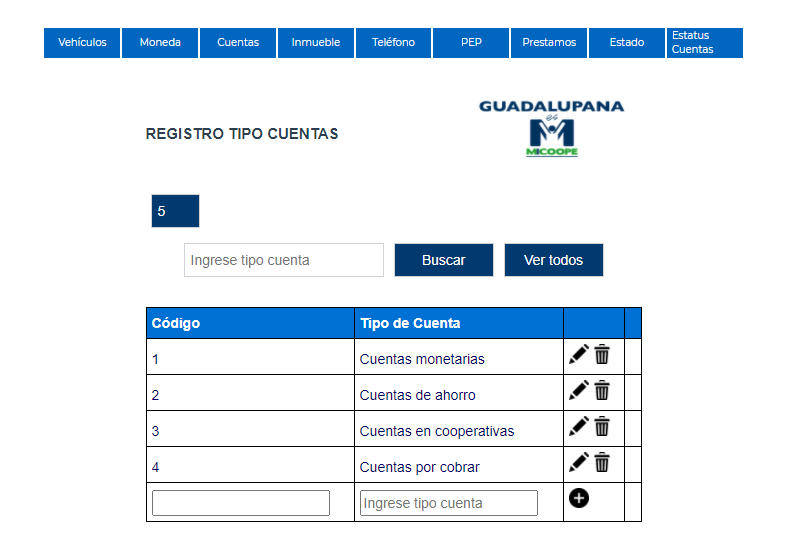 Vehículos Moneda Cuentas Inmueble Teléfono PEP Prestamos Estado Estatus Cuentas
GUADALUPANA
es
MICOOPE
REGISTRO TIPO CUENTAS
5
Ingrese tipo cuenta Buscar Ver todos
Código Tipo de Cuenta
1 Cuentas monetarias
2 Cuentas de ahorro
3 Cuentas en cooperativas
4 Cuentas por cobrar
Ingrese tipo cuenta